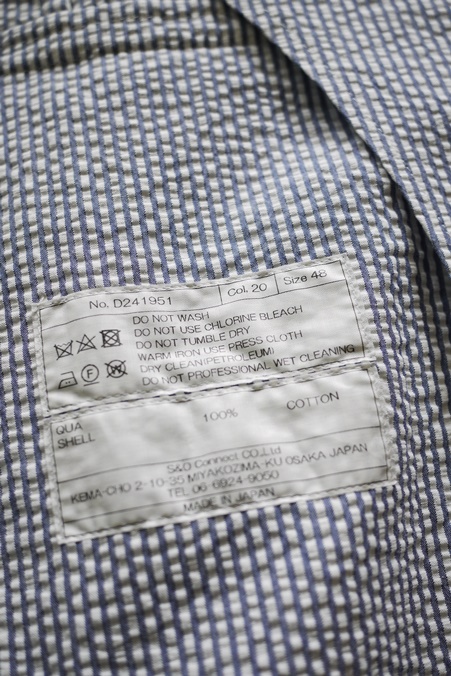 No. D241951 Col. 20 Size 48
DO NOT WASH
DO NOT USE CHLORINE BLEACH
DO NOT TUMBLE DRY
WARM IRON USE PRESS CLOTH
DRY CLEAN(PETROLEUM)
DO NOT PROFESSIONAL WET CLEANING
QUA
SHELL 100% COTTON
S&O Connect CO.,Ltd
KEMA-CHO 2-10-35 MIYAKOZIMA-KU OSAKA JAPAN
TEL 06-6924-9050
MADE IN JAPAN